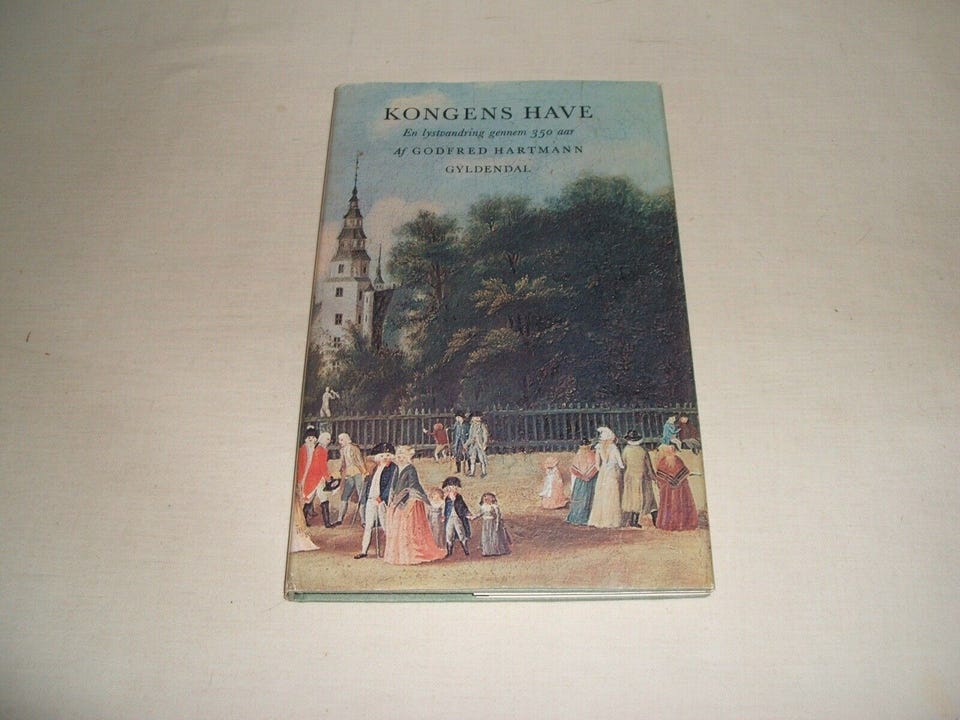 KONGENS HAVE
En lystvandring gennem 350 aar
Af GODFRED HARTMANN
GYLDENDAL